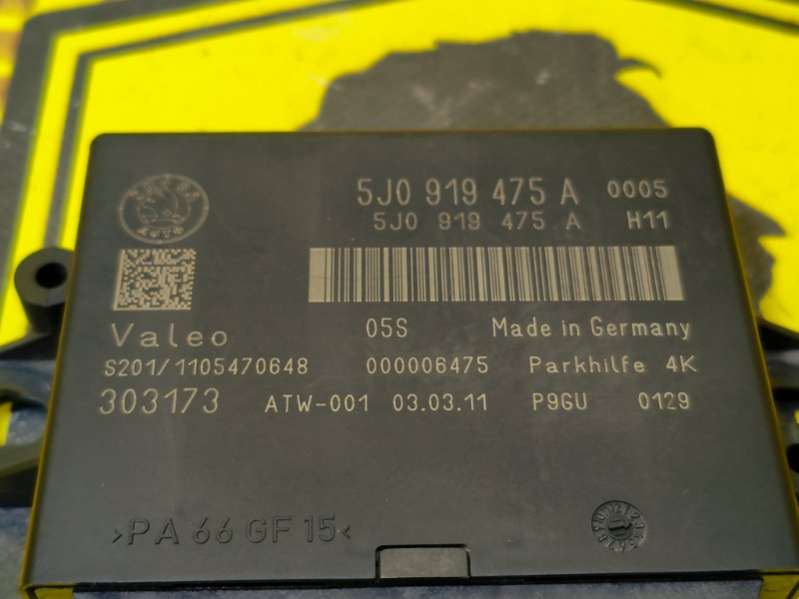 5J0 919 475 A 0005
5J0 919 475 A H11
Valeo 05S Made in Germany
S201/1105470648 000006475 Parkhilfe 4K
303173 ATW-001 03.03.11 P9GU 0129
>PA 66 GF 15<